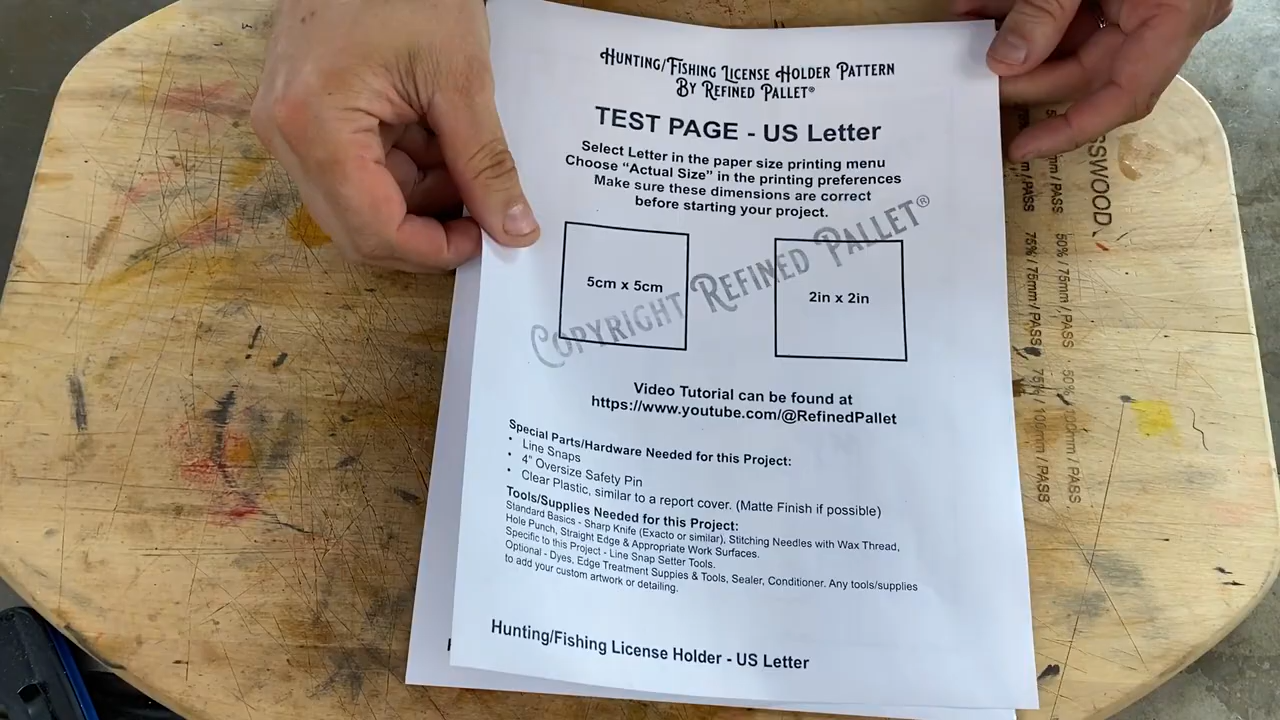 HUNTING/FISHING LICENSE HOLDER PATTERN
BY REFINED PALLET®
TEST PAGE - US Letter
Select Letter in the paper size printing menu
Choose “Actual Size” in the printing preferences
Make sure these dimensions are correct
before starting your project.
5cm x 5cm
2in x 2in
COPYRIGHT REFINED PALLET®
Video Tutorial can be found at
https://www.youtube.com/@RefinedPallet
Special Parts/Hardware Needed for this Project:
• Line Snaps
• 4" Oversize Safety Pin
• Clear Plastic, similar to a report cover. (Matte Finish if possible)
Tools/Supplies Needed for this Project:
Standard Basics - Sharp Knife (Exacto or similar), Stitching Needles with Wax Thread,
Hole Punch, Straight Edge & Appropriate Work Surfaces.
Specific to this Project - Line Snap Setter Tools.
Optional - Dyes, Edge Treatment Suppies & Tools, Sealer, Conditioner. Any tools/supplies
to add your custom artwork or detailing.
Hunting/Fishing License Holder - US Letter
SSWOOD
50% / 75mm / PASS
75% / 75mm / PASS